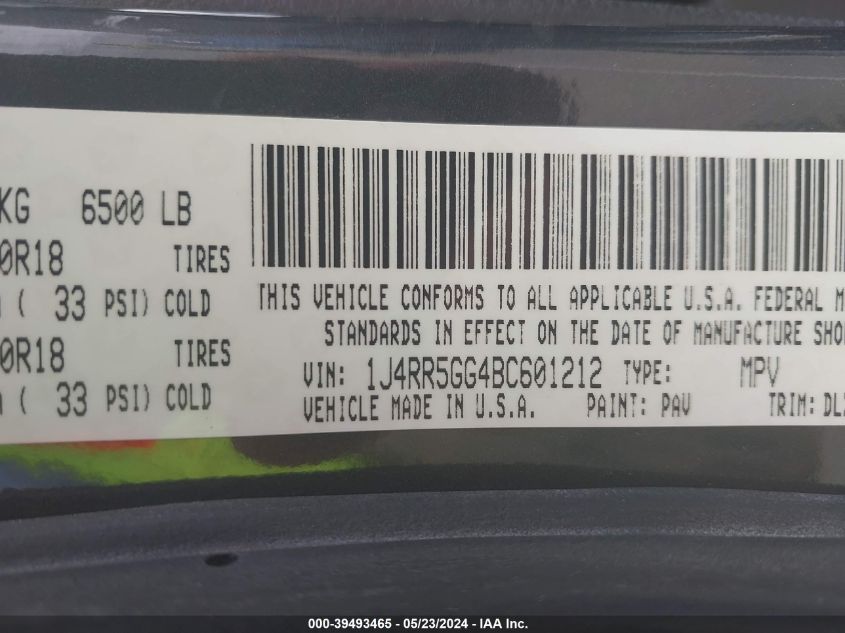 KG 6500 LB
0R18 TIRES
( 33 PSI) COLD
0R18 TIRES
( 33 PSI) COLD
THIS VEHICLE CONFORMS TO ALL APPLICABLE U.S.A. FEDERAL M
STANDARDS IN EFFECT ON THE DATE OF MANUFACTURE SHO
VIN: 1J4RR5GG4BC601212 TYPE: MPV
VEHICLE MADE IN U.S.A. PAINT: PAV TRIM: DL
000-39493465 - 05/23/2024 - IAA Inc.